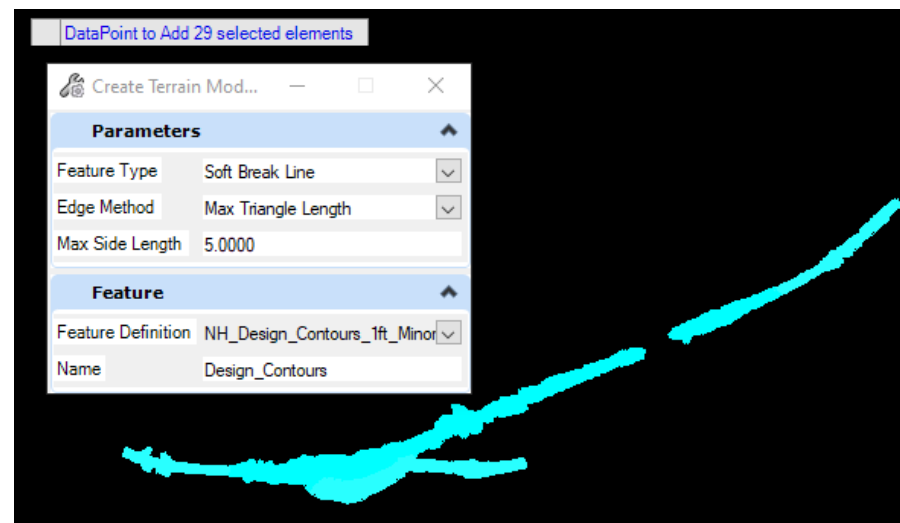 DataPoint to Add 29 selected elements
Create Terrain Mod...
Parameters
Feature Type Soft Break Line
Edge Method Max Triangle Length
Max Side Length 5.0000
Feature
Feature Definition NH_Design_Contours_1ft_Minor
Name Design_Contours